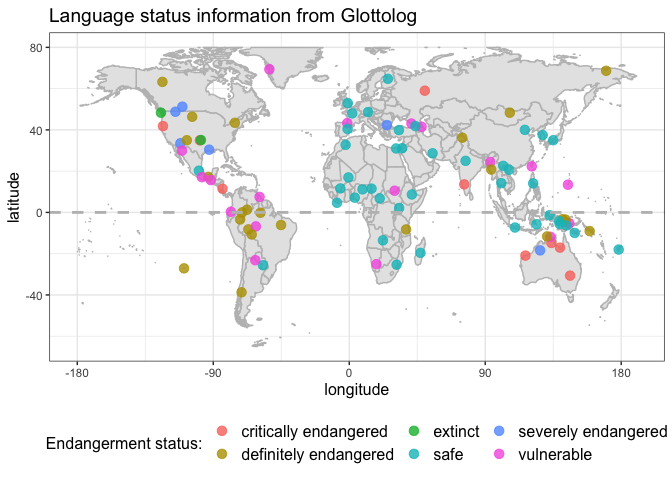 Language status information from Glottolog
80
40
0
-40
latitude
-180
-90
0
90
180
longitude
Endangerment status:
critically endangered
extinct
severely endangered
definitely endangered
safe
vulnerable